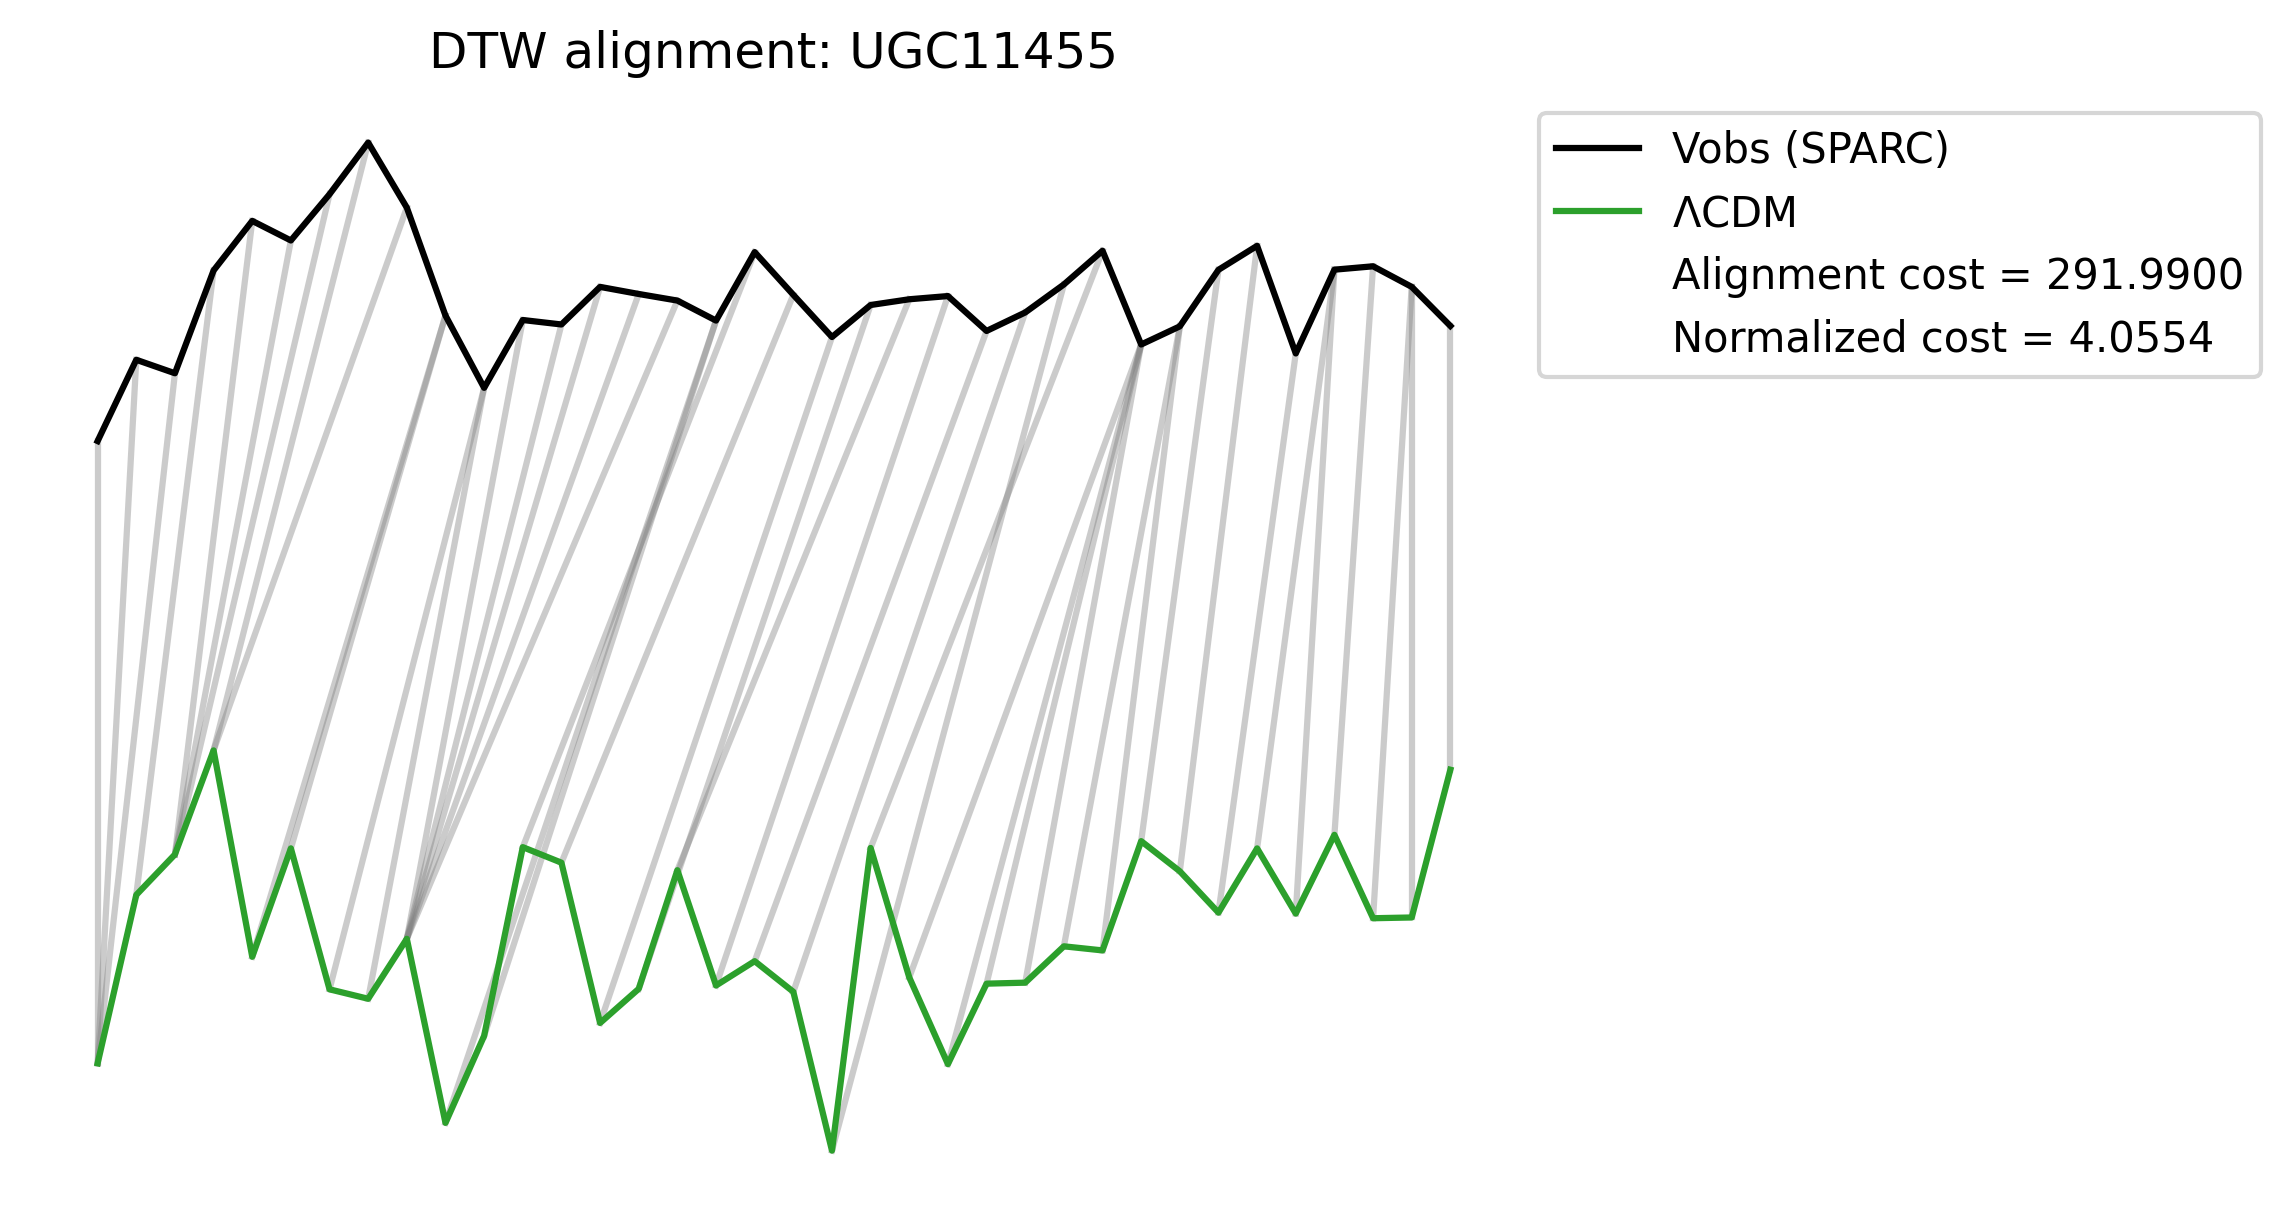 DTW alignment: UGC11455
Vobs (SPARC)
ΛCDM
Alignment cost = 291.9900
Normalized cost = 4.0554